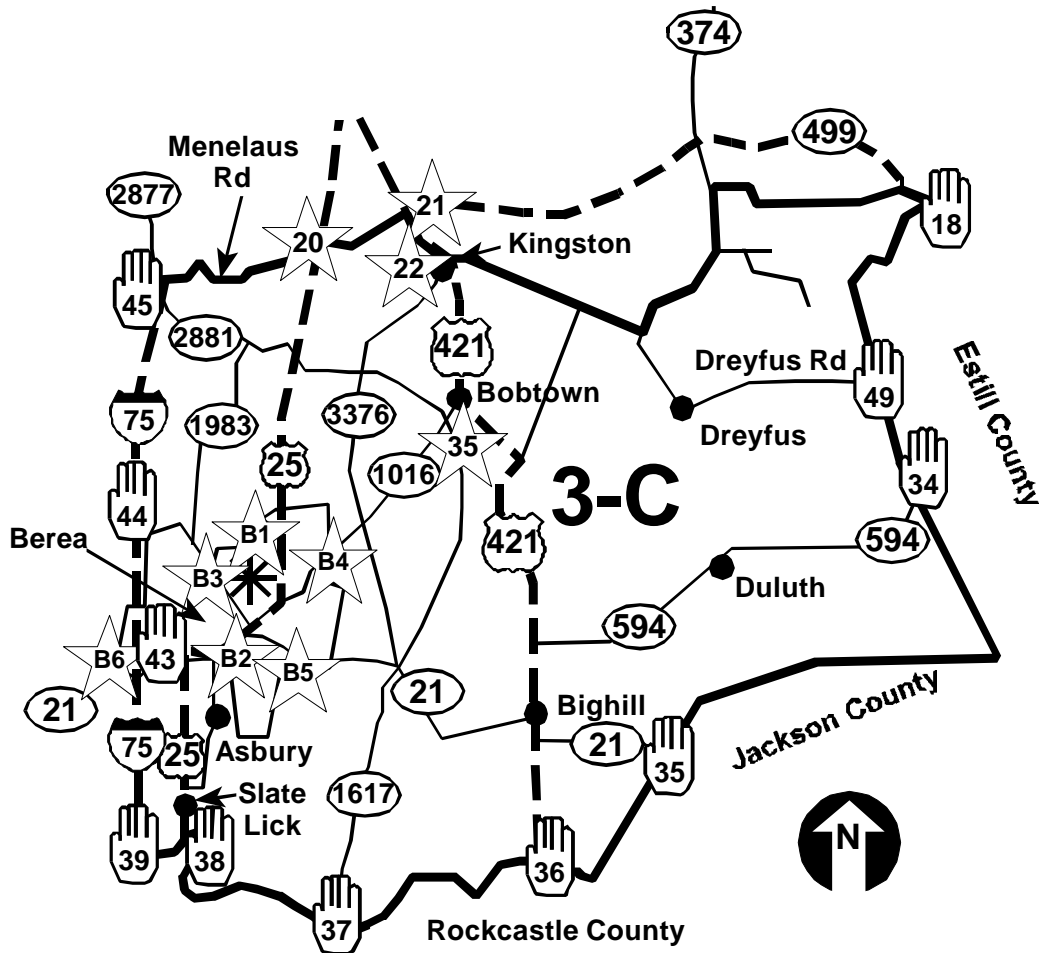 374
499
Menelaus
Rd
2877
21
18
20
Kingston
22
45
2881
421
Dreyfus Rd
Estill County
75
Bobtown
49
1983
3376
Dreyfus
35
25
1016
3-C
34
44
421
594
Berea
B1
B4
B3
Duluth
594
43
B2
B6
B5
21
21
Bighill
Jackson County
75
25
Asbury
21
35
1617
Slate
Lick
N
39
38
36
37
Rockcastle County